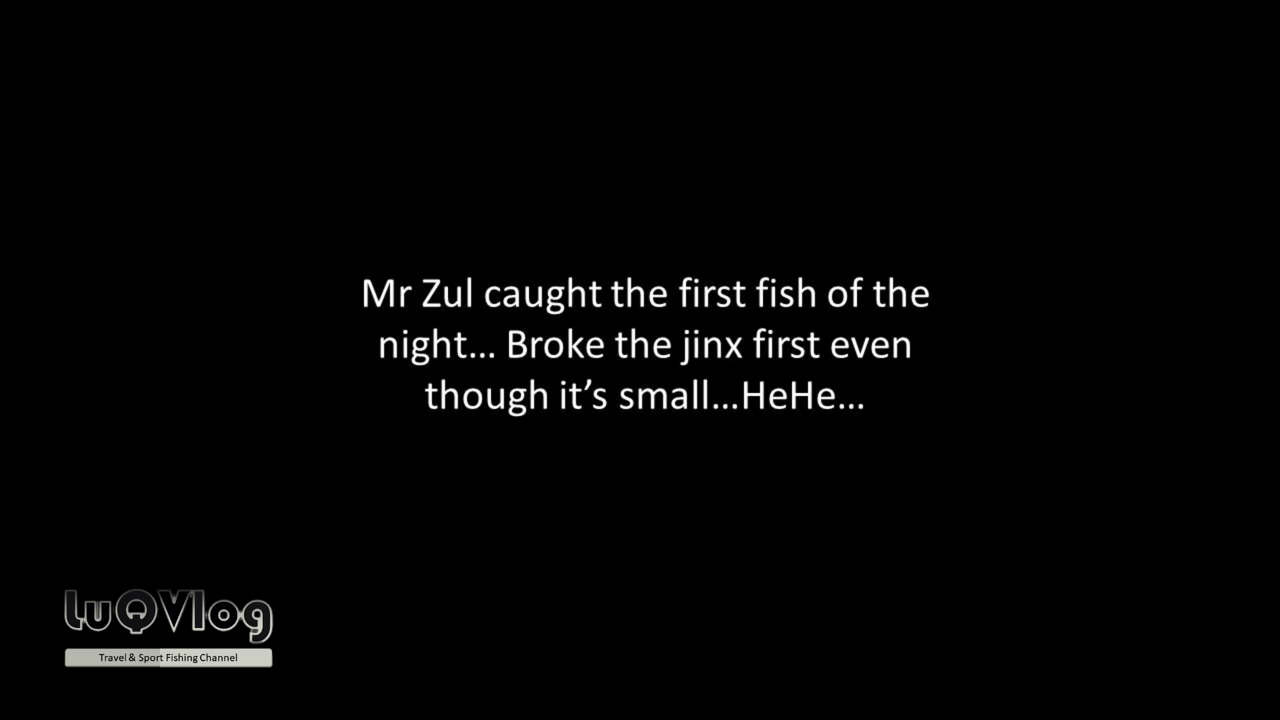 Mr Zul caught the first fish of the
night… Broke the jinx first even
though it’s small…HeHe…
LuQVlog
Travel & Sport Fishing Channel